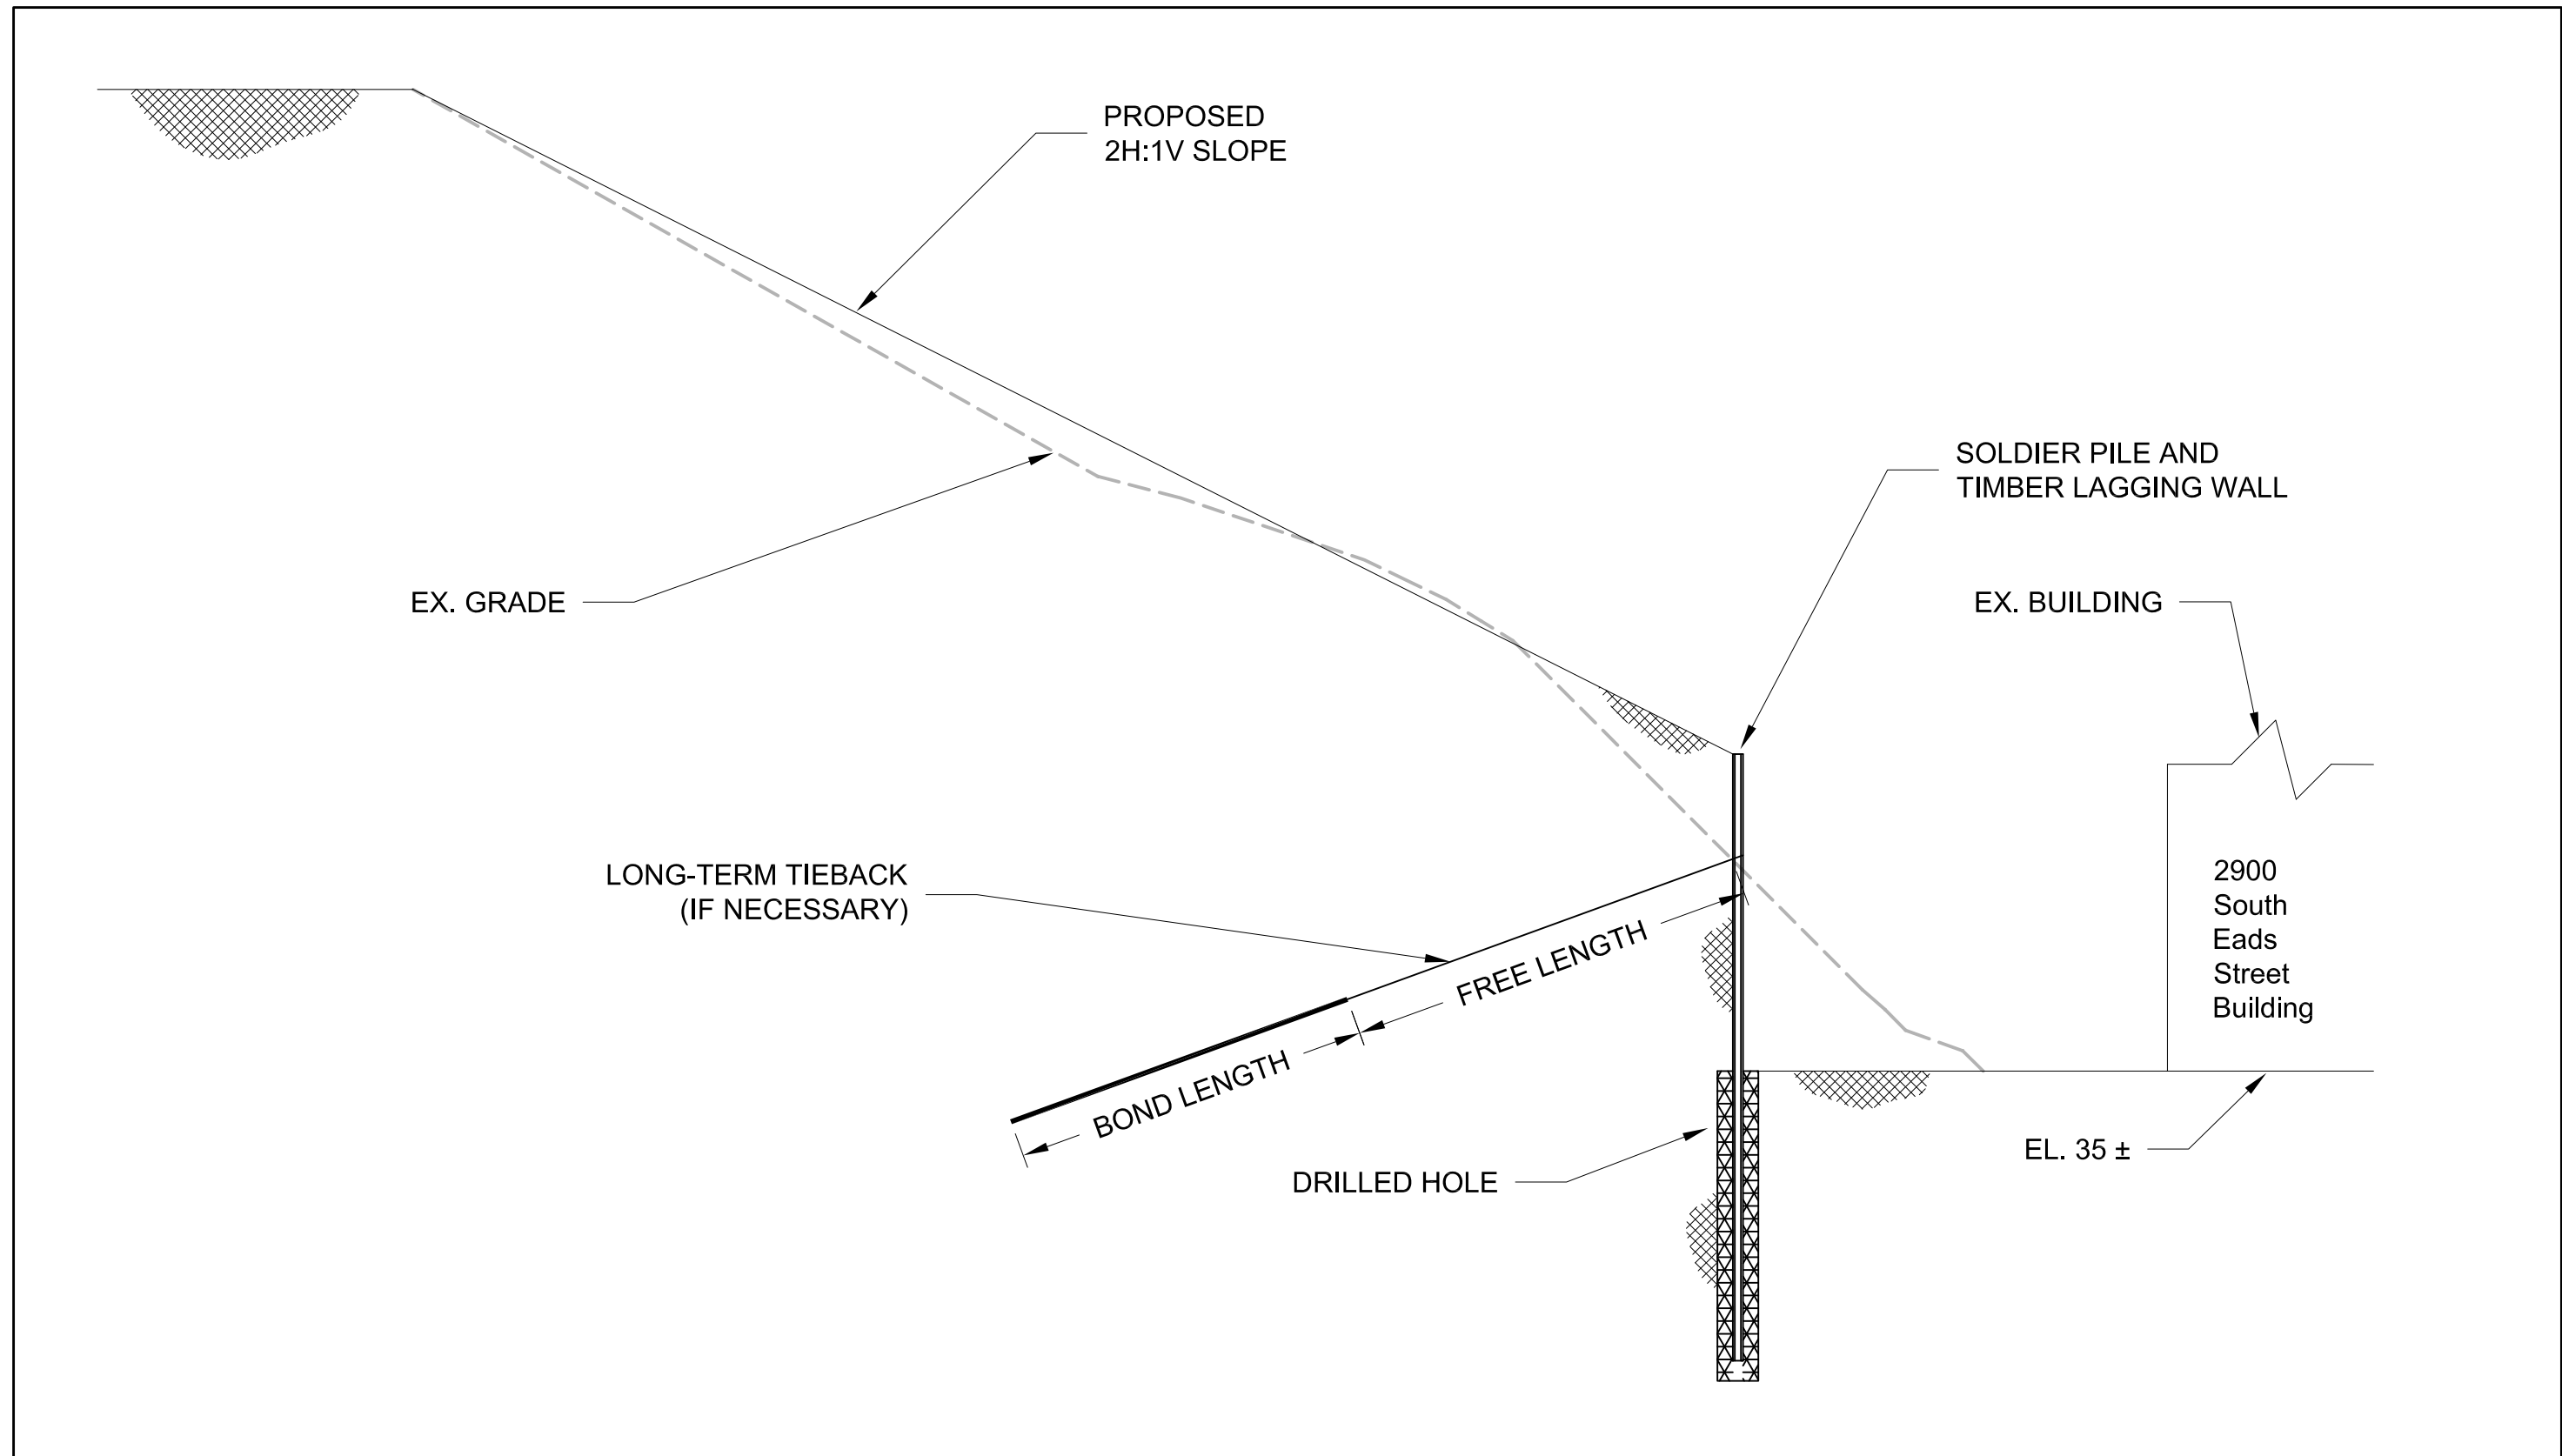 PROPOSED
2H:1V SLOPE
SOLDIER PILE AND
TIMBER LAGGING WALL
EX. GRADE
EX. BUILDING
LONG-TERM TIEBACK
(IF NECESSARY)
2900
South
Eads
Street
Building
FREE LENGTH
BOND LENGTH
EL. 35 ±
DRILLED HOLE